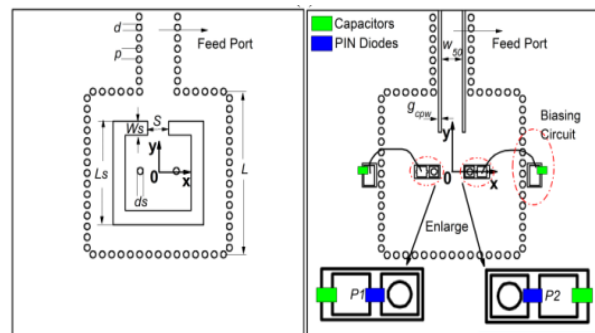 d
Feed Port
p
Ws
S
Ls
y
0
x
ds
L
Capacitors
PIN Diodes
W50
Feed Port
gcpw
Biasing
Circuit
y
0
x
Enlarge
P1
P2